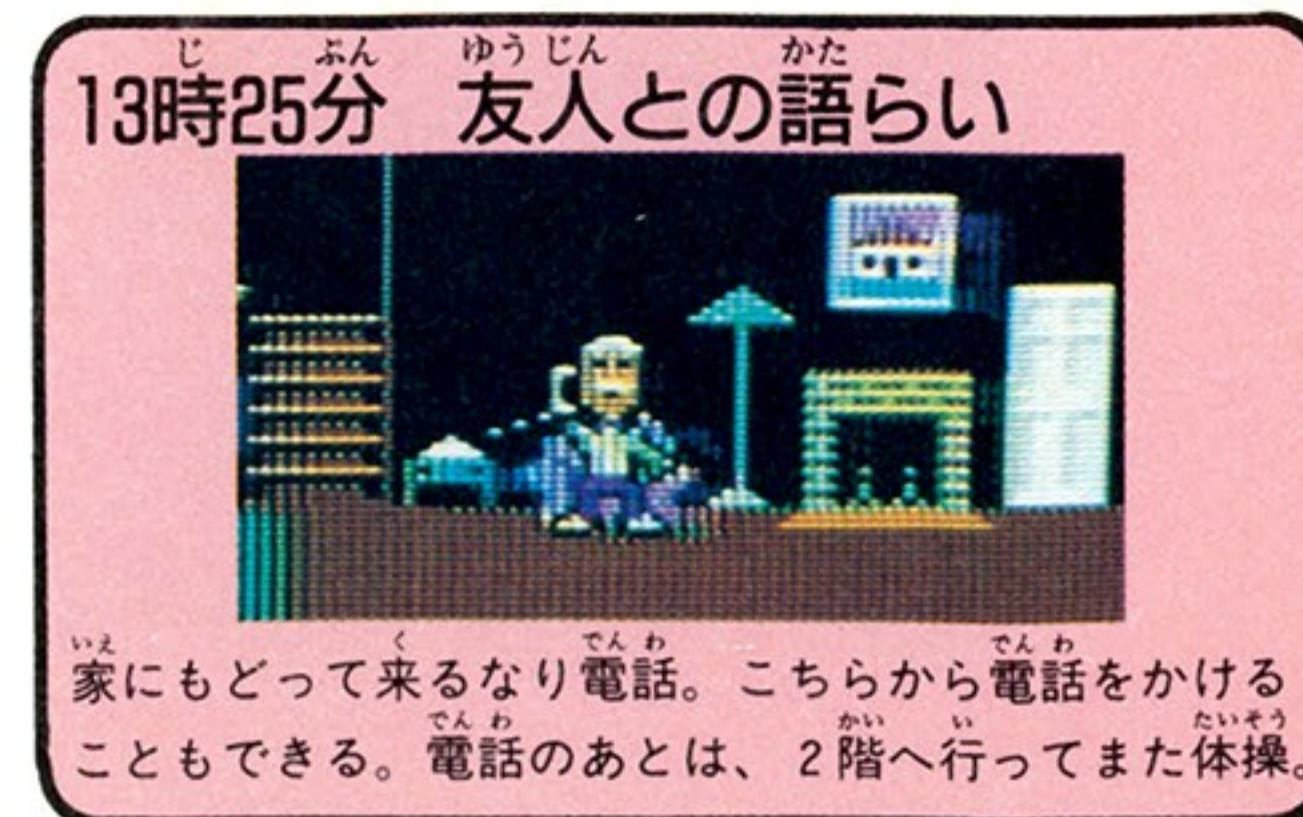 13時25分　友人との語らい
家にもどって来るなり電話。こちらから電話をかける
こともできる。電話のあとは、2階へ行ってまた体操。